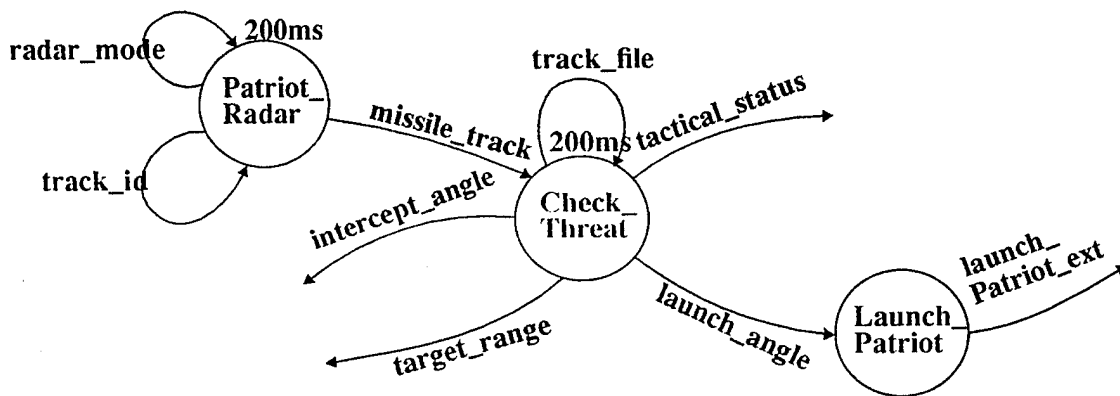 200ms
radar_mode
Patriot_
Radar
track_id
missile_track
track_file
200ms
tactical_status
intercept_angle
Check_
Threat
target_range
launch_angle
launch_
Patriot_ext
Launch_
Patriot